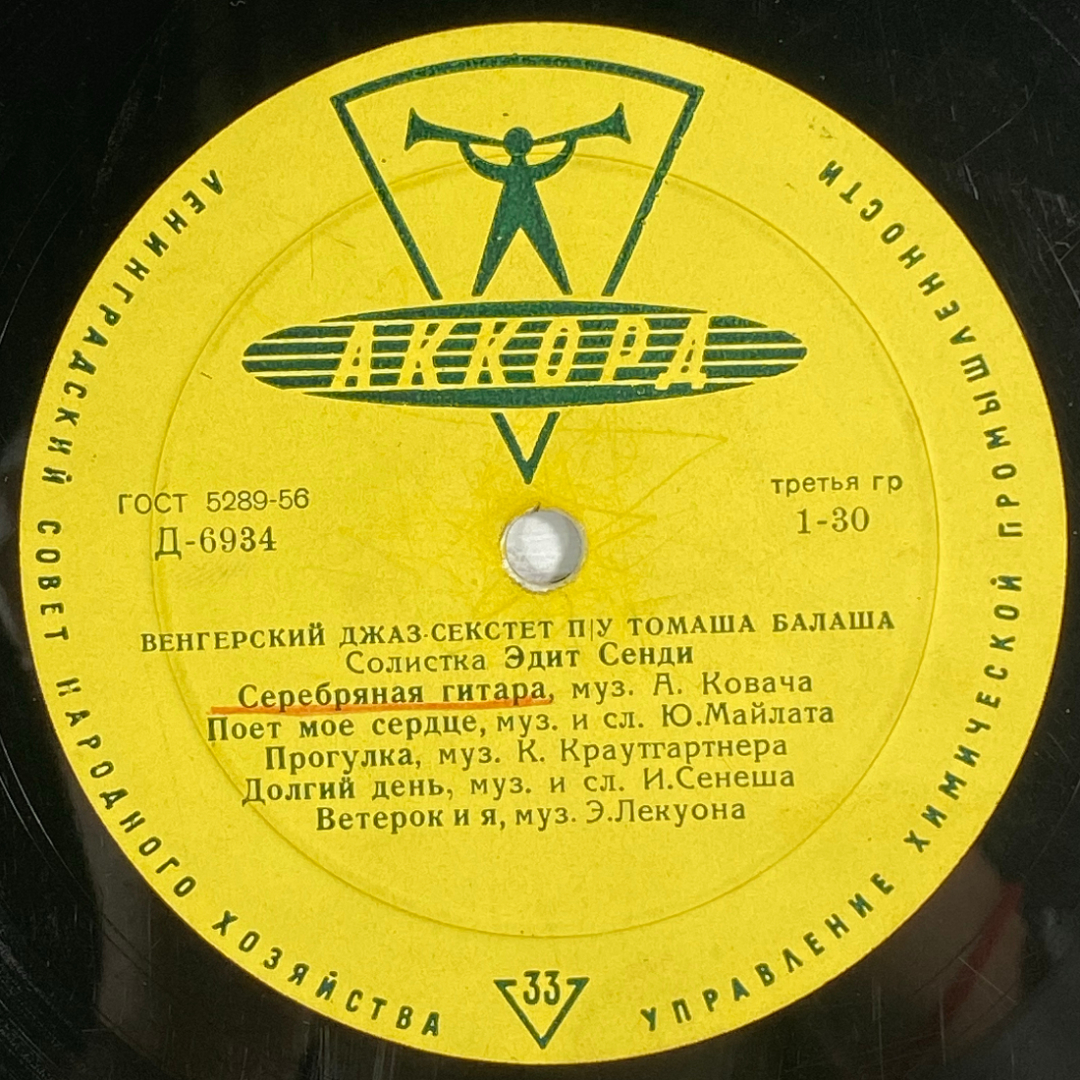 АККОРД
ГОСТ 5289-56
Д-6934
третья гр
1-30
ВЕНГЕРСКИЙ ДЖАЗ-СЕКСТЕТ П/У ТОМАША БАЛАША
Солистка Эдит Сенди
Серебряная гитара, муз. А. Ковача
Поет мое сердце, муз. и сл. Ю.Майлата
Прогулка, муз. К. Краутгартнера
Долгий день, муз. и сл. И.Сенеша
Ветерок и я, муз. Э.Лекуона
33
ЛЕНИНГРАДСКИЙ СОВЕТ НАРОДНОГО ХОЗЯЙСТВА
УПРАВЛЕНИЕ ХИМИЧЕСКОЙ ПРОМЫШЛЕННОСТИ